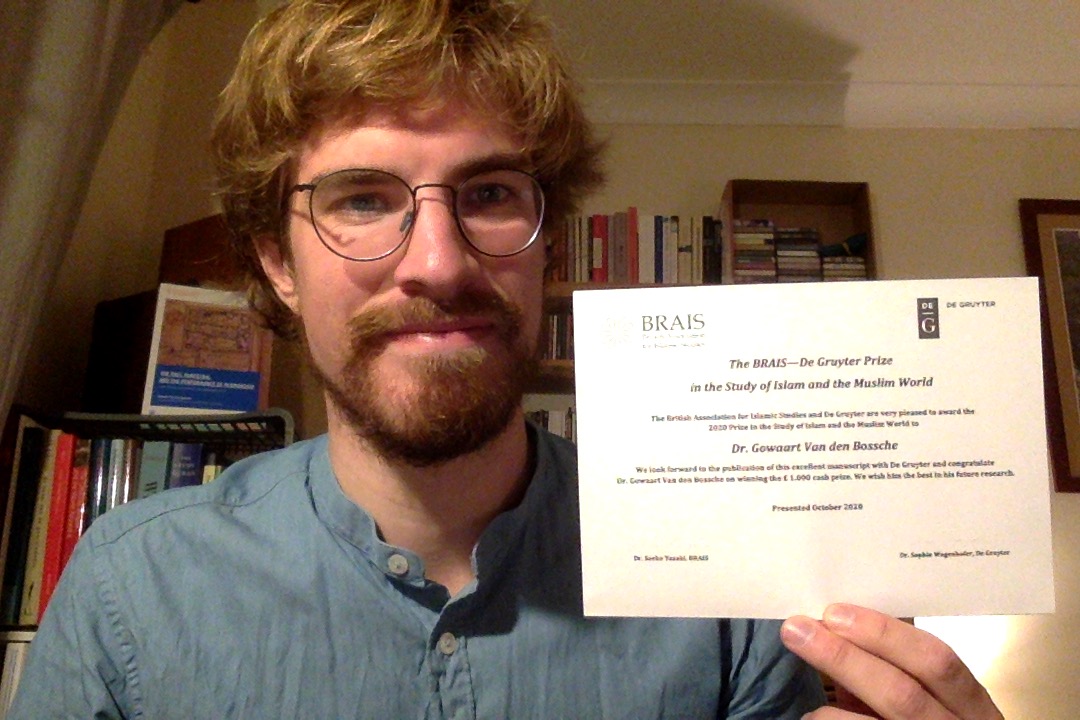 BRAIS
DE
G
DE GRUYTER
The BRAIS—De Gruyter Prize
in the Study of Islam and the Muslim World
The British Association for Islamic Studies and De Gruyter are very pleased to award the
2020 Prize in the Study of Islam and the Muslim World to
Dr. Gowaart Van den Bossche
We look forward to the publication of this excellent manuscript with De Gruyter and congratulate
Dr. Gowaart Van den Bossche on winning the £ 1.000 cash prize. We wish him the best in his future research.
Presented October 2020
Dr. Saeko Yazaki, BRAIS
Dr. Sophie Wagenhofer, De Gruyter